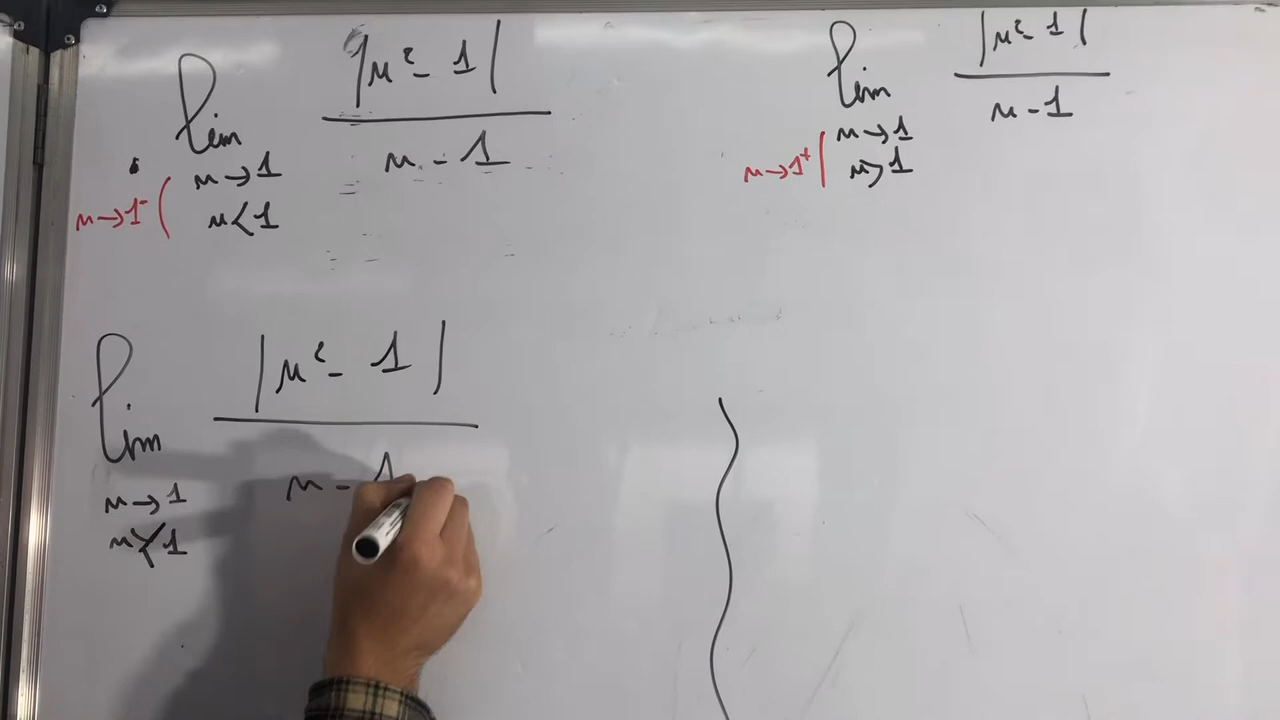 lim |x²-1| / x-1
x→1
x→1⁻ ( x<1
lim |x²-1| / x-1
x→1
x→1⁺ | x>1
lim |x²-1| / x-1
x→1
x<1